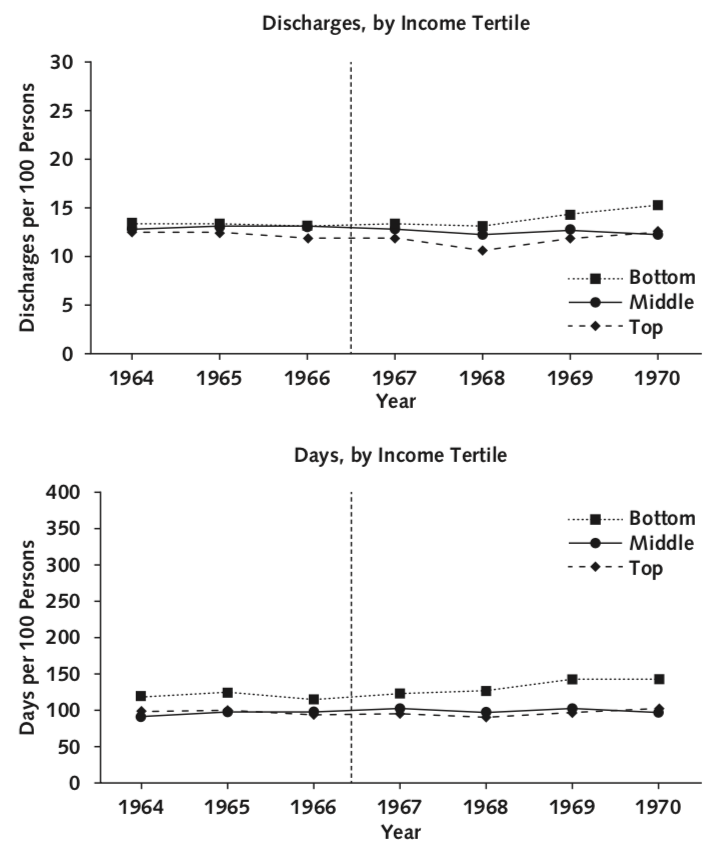 Discharges, by Income Tertile
Discharges per 100 Persons
30
25
20
15
10
5
0
Bottom
Middle
Top
1964 1965 1966 1967 1968 1969 1970
Year
Days, by Income Tertile
Days per 100 Persons
400
350
300
250
200
150
100
50
0
Bottom
Middle
Top
1964 1965 1966 1967 1968 1969 1970
Year